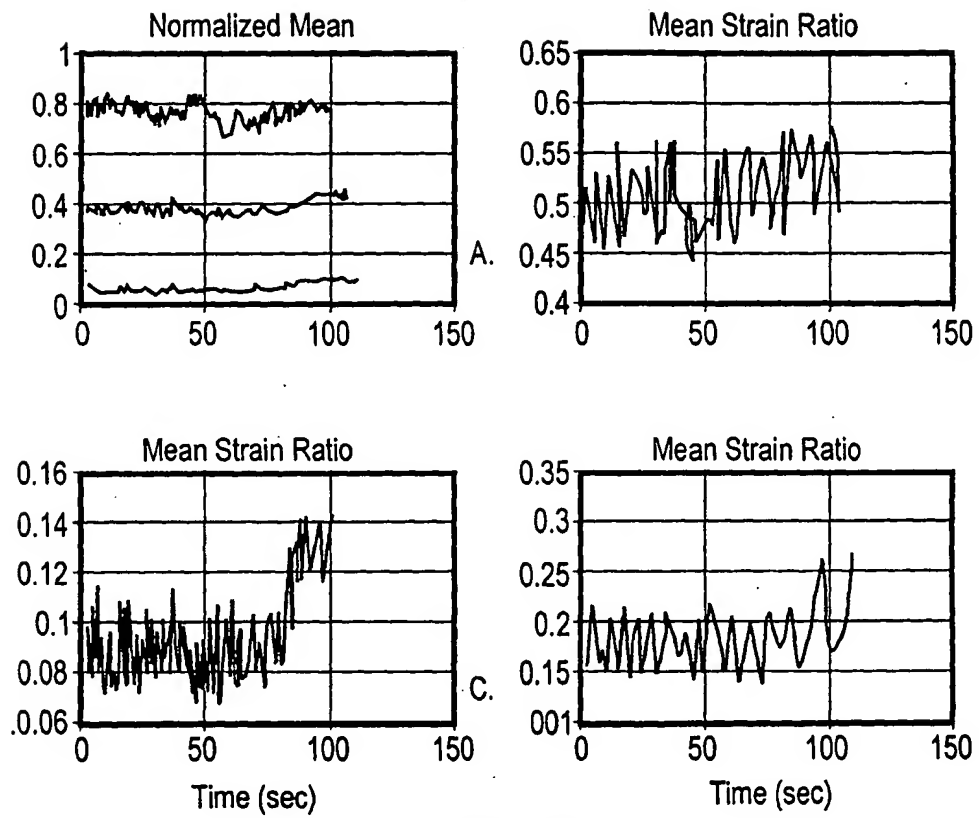 Normalized Mean
1
0.8
0.6
0.4
0.2
0
0 50 100 150
A.
Mean Strain Ratio
0.65
0.6
0.55
0.5
0.45
0.4
0 50 100 150
Mean Strain Ratio
0.16
0.14
0.12
0.1
0.08
.0.06
0 50 100 150
Time (sec)
C.
Mean Strain Ratio
0.35
0.3
0.25
0.2
0.15
001
0 50 100 150
Time (sec)